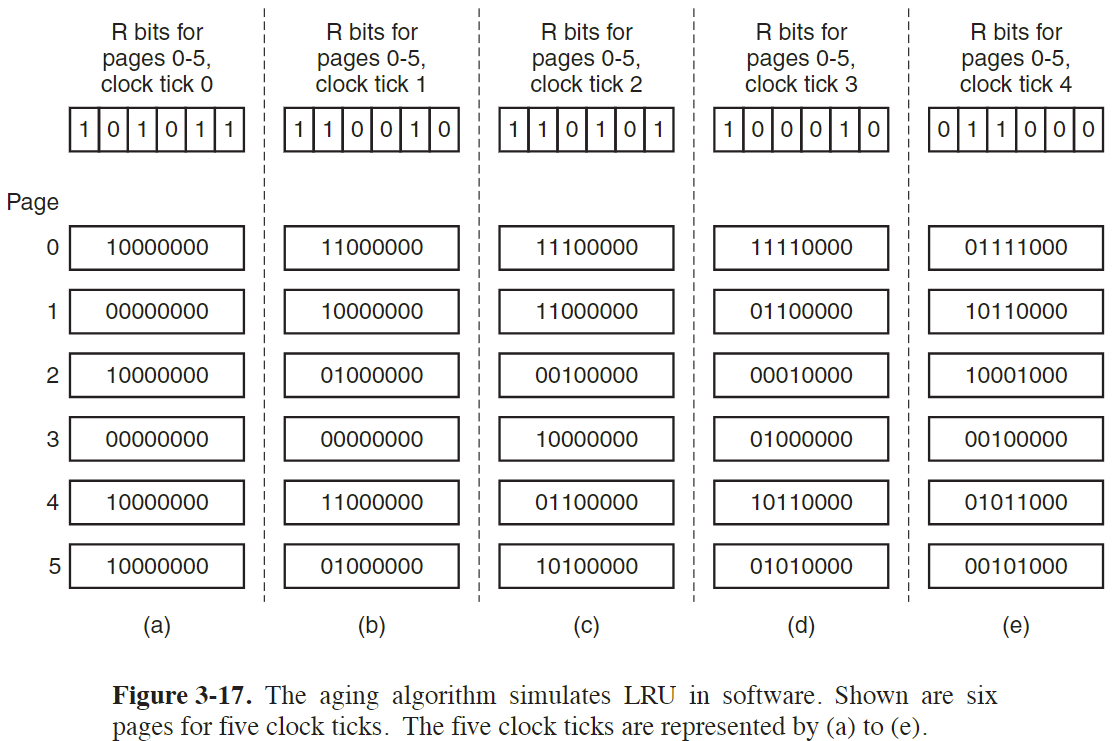 R bits for pages 0-5, clock tick 0
R bits for pages 0-5, clock tick 1
R bits for pages 0-5, clock tick 2
R bits for pages 0-5, clock tick 3
R bits for pages 0-5, clock tick 4
1 0 1 0 1 1
1 1 0 0 1 0
1 1 0 1 0 1
1 0 0 0 1 0
0 1 1 0 0 0
Page
0 10000000 11000000 11100000 11110000 01111000
1 00000000 10000000 11000000 01100000 10110000
2 10000000 01000000 00100000 00010000 10001000
3 00000000 00000000 10000000 01000000 00100000
4 10000000 11000000 01100000 10110000 01011000
5 10000000 01000000 10100000 01010000 00101000
(a) (b) (c) (d) (e)
Figure 3-17. The aging algorithm simulates LRU in software. Shown are six
pages for five clock ticks. The five clock ticks are represented by (a) to (e).